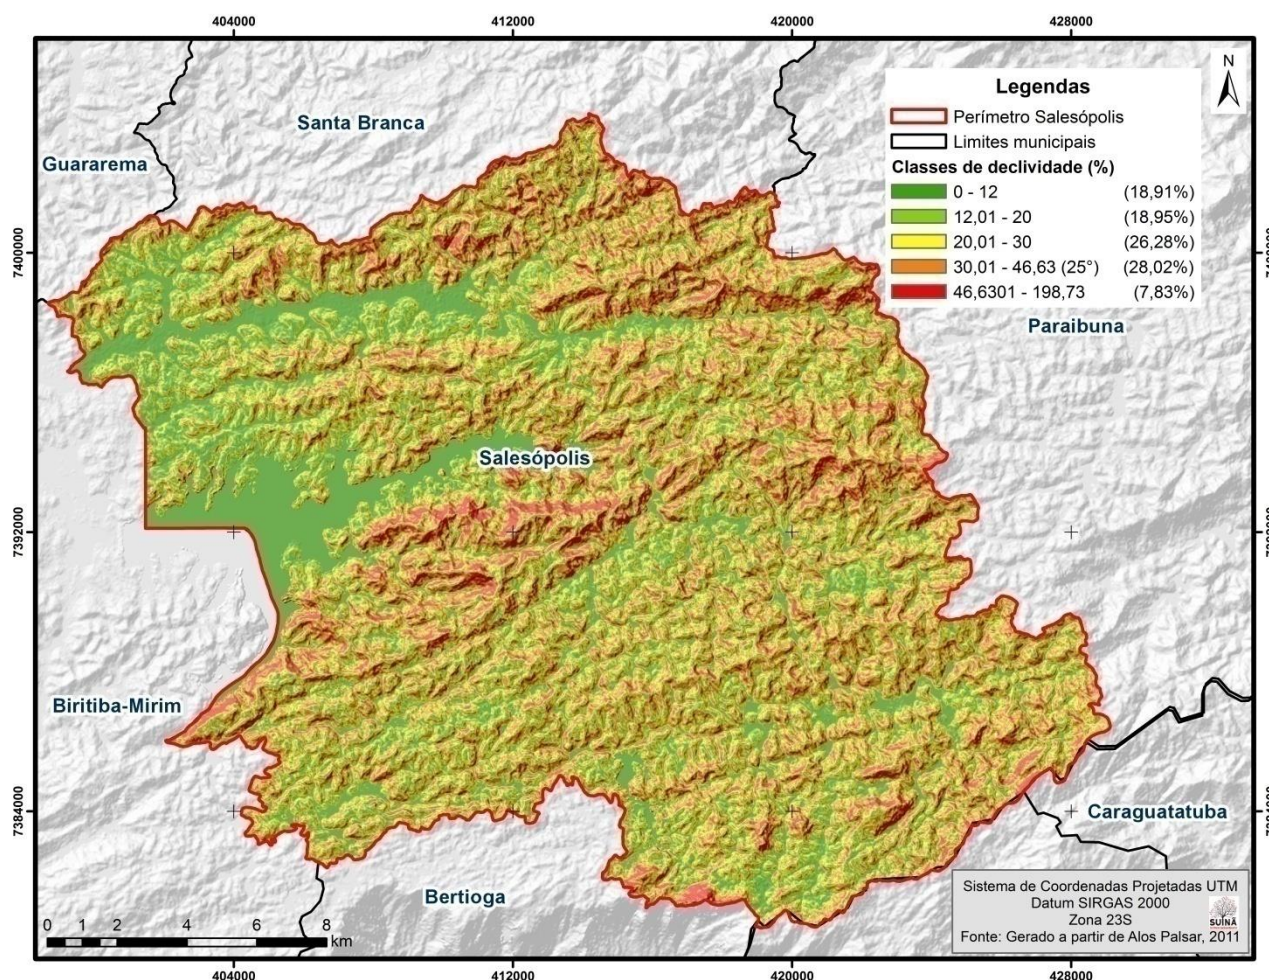 404000 412000 420000 428000
N
Legendas
Perímetro Salesópolis
Limites municipais
Classes de declividade (%)
0 - 12 (18,91%)
12,01 - 20 (18,95%)
20,01 - 30 (26,28%)
30,01 - 46,63 (25°) (28,02%)
46,6301 - 198,73 (7,83%)
Santa Branca
Guararema
7400000
Paraibuna
Salesópolis
7392000
Biritiba-Mirim
7384000
Caraguatatuba
Bertioga
Sistema de Coordenadas Projetadas UTM
Datum SIRGAS 2000
Zona 23S
Fonte: Gerado a partir de Alos Palsar, 2011
SUINÃ
0 1 2 4 6 8
km
404000 412000 420000 428000